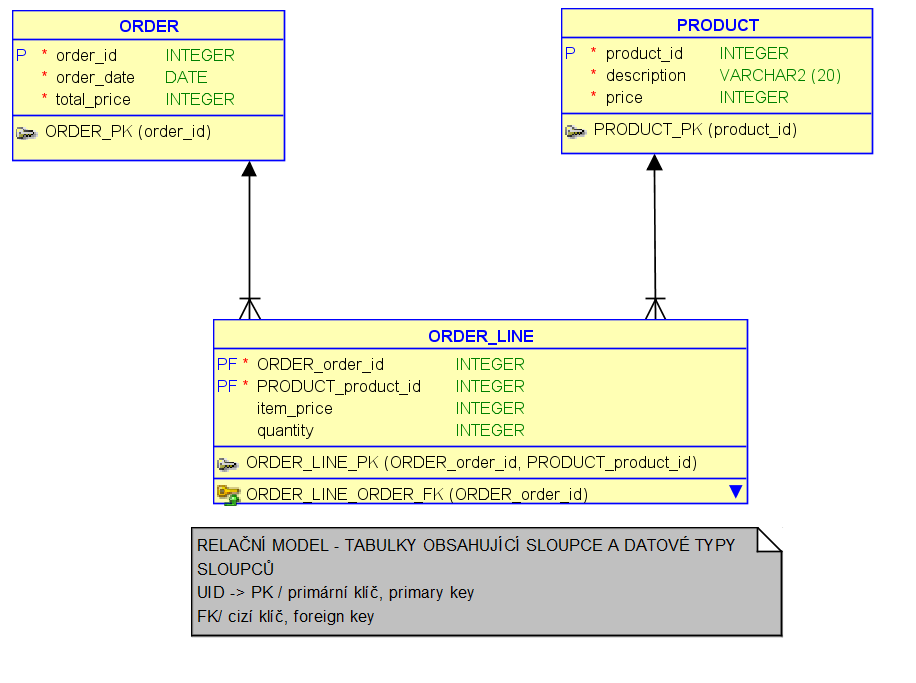 ORDER
P * order_id INTEGER
* order_date DATE
* total_price INTEGER
ORDER_PK (order_id)
PRODUCT
P * product_id INTEGER
* description VARCHAR2 (20)
* price INTEGER
PRODUCT_PK (product_id)
ORDER_LINE
PF * ORDER_order_id INTEGER
PF * PRODUCT_product_id INTEGER
item_price INTEGER
quantity INTEGER
ORDER_LINE_PK (ORDER_order_id, PRODUCT_product_id)
ORDER_LINE_ORDER_FK (ORDER_order_id)
RELAČNÍ MODEL - TABULKY OBSAHUJÍCÍ SLOUPCE A DATOVÉ TYPY
SLOUPCŮ
UID -> PK / primární klíč, primary key
FK/ cizí klíč, foreign key